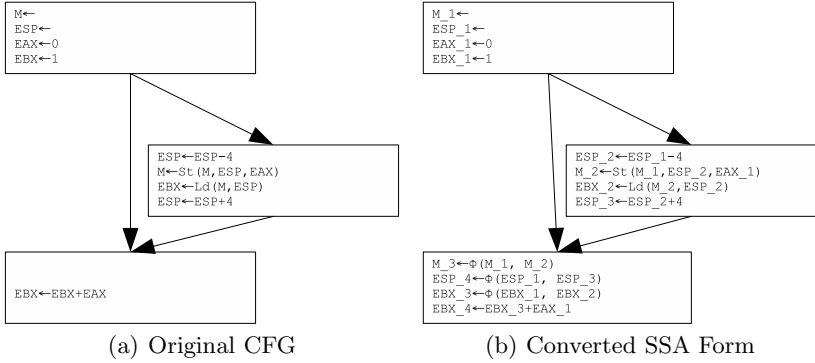 M←
ESP←
EAX←0
EBX←1
ESP←ESP-4
M←St(M,ESP,EAX)
EBX←Ld(M,ESP)
ESP←ESP+4
EBX←EBX+EAX
(a) Original CFG
M_1←
ESP_1←
EAX_1←0
EBX_1←1
ESP_2←ESP_1-4
M_2←St(M_1,ESP_2,EAX_1)
EBX_2←Ld(M_2,ESP_2)
ESP_3←ESP_2+4
M_3←Φ(M_1, M_2)
ESP_4←Φ(ESP_1, ESP_3)
EBX_3←Φ(EBX_1, EBX_2)
EBX_4←EBX_3+EAX_1
(b) Converted SSA Form